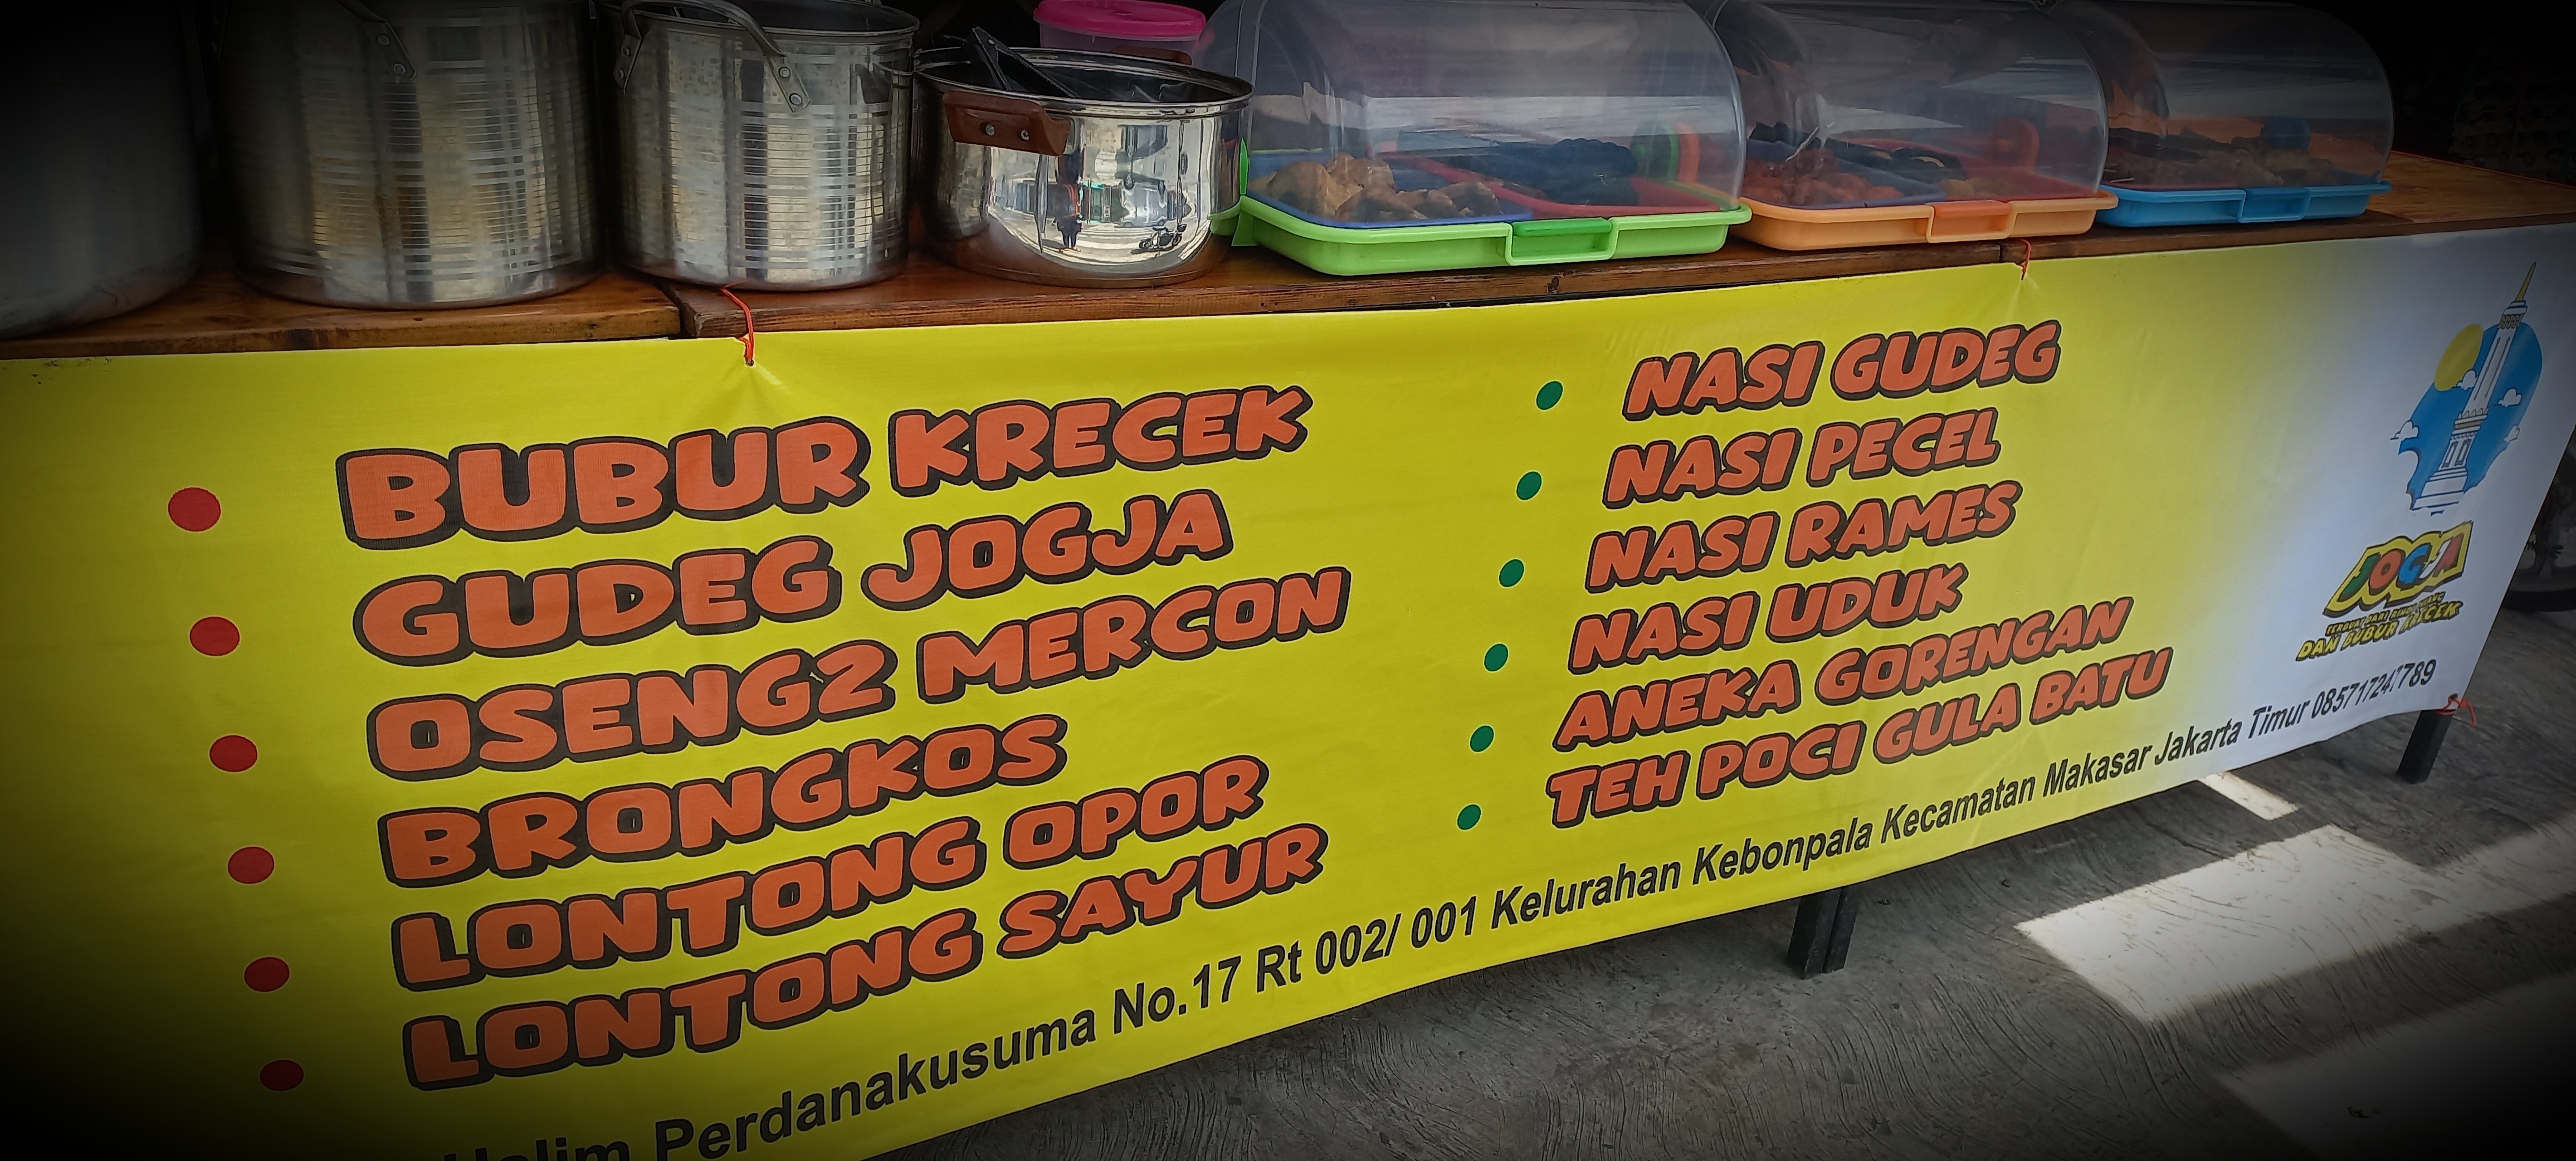 BUBUR KRECEK
GUDEG JOGJA
OSENG2 MERCON
BRONGKOS
LONTONG OPOR
LONTONG SAYUR
NASI GUDEG
NASI PECEL
NASI RAMES
NASI UDUK
ANEKA GORENGAN
TEH POCI GULA BATU
JOGJA
TERBUAT DARI
DAN BUBUR KRECEK
Halim Perdanakusuma No.17 Rt 002/ 001 Kelurahan Kebonpala Kecamatan Makasar Jakarta Timur